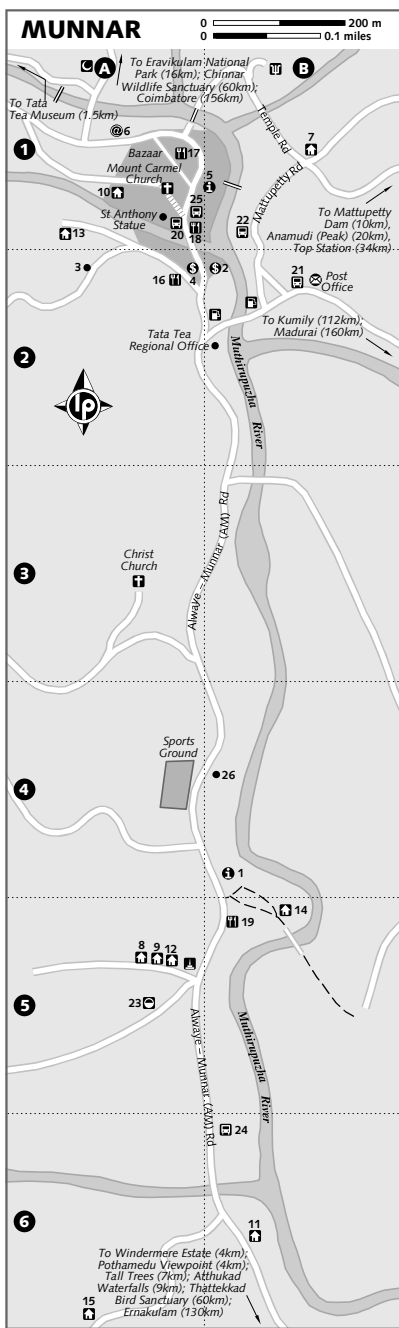 MUNNAR
0 200 m
0 0.1 miles
A
B
To Eravikulam National
Park (16km); Chinnar
Wildlife Sanctuary (60km);
Coimbatore (156km)
To Tata
Tea Museum (1.5km)
@ 6
Temple Rd
7
1
Bazaar
17
Mount Carmel
Church
5
i
10
25
St Anthony
Statue
20
18
Mattupetty Rd
22
To Mattupetty
Dam (10km),
Anamudi (Peak) (20km),
Top Station (34km)
13
3
16
$
4
$ 2
21
Post
Office
Tata Tea
Regional Office
To Kumily (112km);
Madurai (160km)
2
Muthirupuzha
River
lp
Alwaye – Munnar (AM) Rd
3
Christ
Church
Sports
Ground
26
4
i 1
14
19
8
9
12
5
23
Alwaye – Munnar (AM) Rd
Muthirupuzha
River
24
6
11
To Windermere Estate (4km);
Pothamedu Viewpoint (4km);
Tall Trees (7km); Atthukad
Waterfalls (9km); Thattekkad
Bird Sanctuary (60km);
Ernakulam (130km)
15